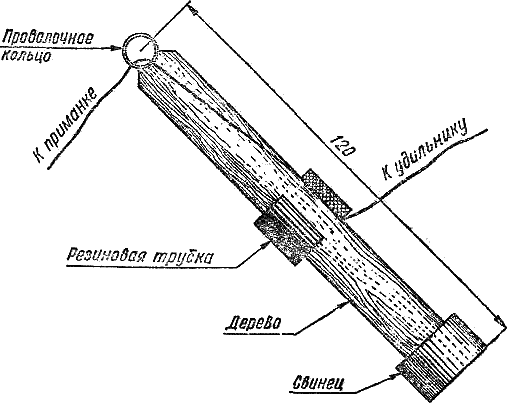 Проволочное
кольцо
К приманке
120
К удильнику
Резиновая трубка
Дерево
Свинец